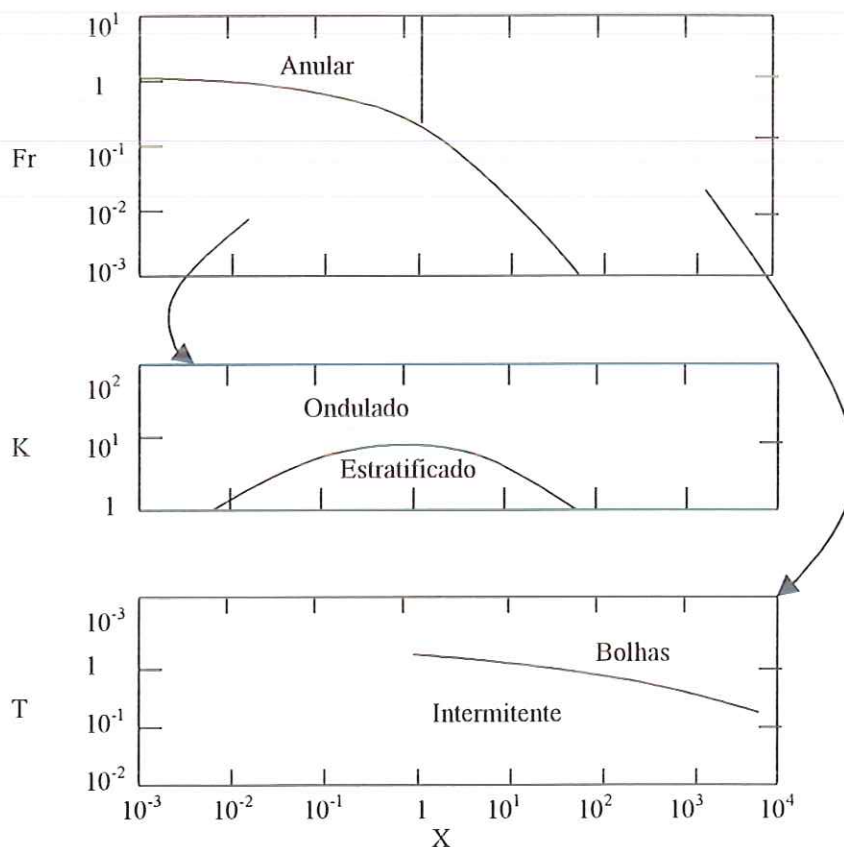 10¹
Anular
1
Fr
10⁻¹
10⁻²
10⁻³
10²
Ondulado
K
10¹
Estratificado
1
10⁻³
Bolhas
1
T
Intermitente
10⁻¹
10⁻²
10⁻³ 10⁻² 10⁻¹ 1 10¹ 10² 10³ 10⁴
X